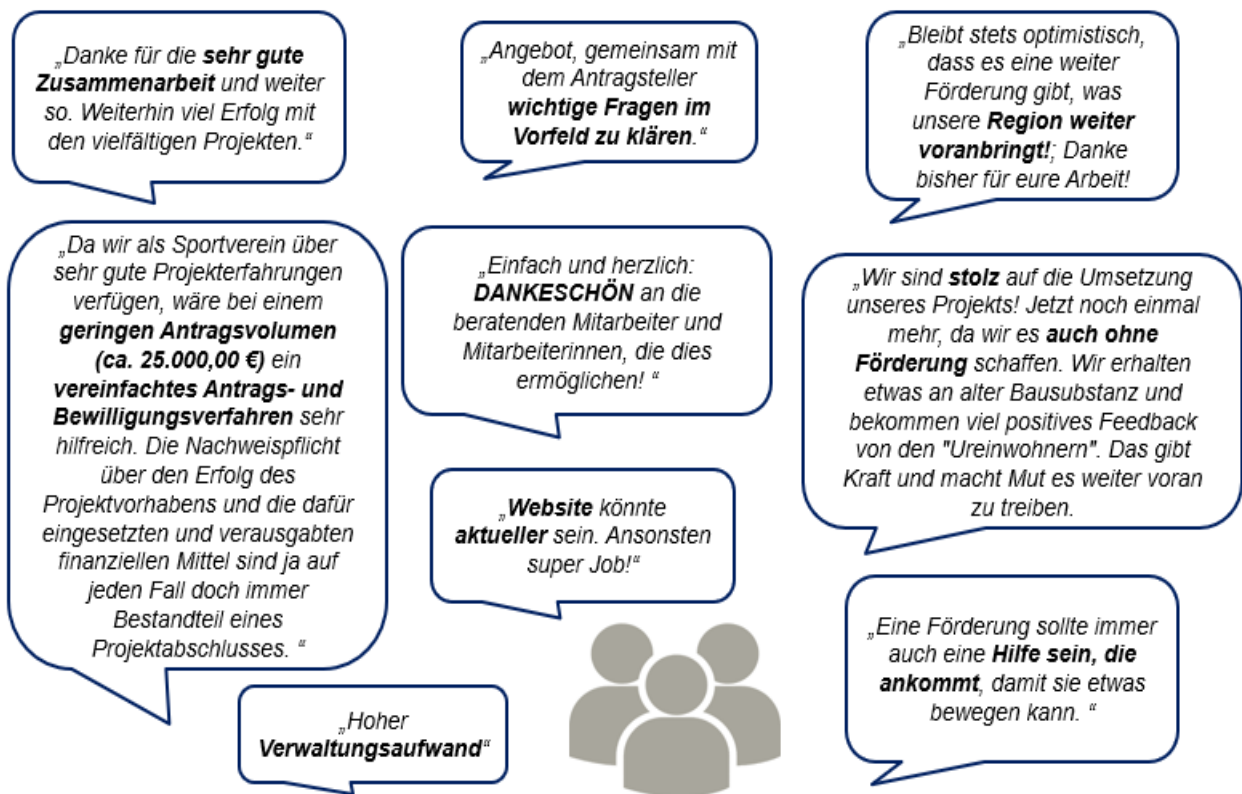 „Danke für die sehr gute
Zusammenarbeit und weiter
so. Weiterhin viel Erfolg mit
den vielfältigen Projekten.“
„Angebot, gemeinsam mit
dem Antragsteller
wichtige Fragen im
Vorfeld zu klären.“
„Bleibt stets optimistisch,
dass es eine weiter
Förderung gibt, was
unsere Region weiter
voranbringt!; Danke
bisher für eure Arbeit!
„Da wir als Sportverein über
sehr gute Projekterfahrungen
verfügen, wäre bei einem
geringen Antragsvolumen
(ca. 25.000,00 €) ein
vereinfachtes Antrags- und
Bewilligungsverfahren sehr
hilfreich. Die Nachweispflicht
über den Erfolg des
Projektvorhabens und die dafür
eingesetzten und verausgabten
finanziellen Mittel sind ja auf
jeden Fall doch immer
Bestandteil eines
Projektabschlusses. “
„Einfach und herzlich:
DANKESCHÖN an die
beratenden Mitarbeiter und
Mitarbeiterinnen, die dies
ermöglichen! “
„Wir sind stolz auf die Umsetzung
unseres Projekts! Jetzt noch einmal
mehr, da wir es auch ohne
Förderung schaffen. Wir erhalten
etwas an alter Bausubstanz und
bekommen viel positives Feedback
von den "Ureinwohnern". Das gibt
Kraft und macht Mut es weiter voran
zu treiben.
„Website könnte
aktueller sein. Ansonsten
super Job!“
„Eine Förderung sollte immer
auch eine Hilfe sein, die
ankommt, damit sie etwas
bewegen kann. “
„Hoher
Verwaltungsaufwand“